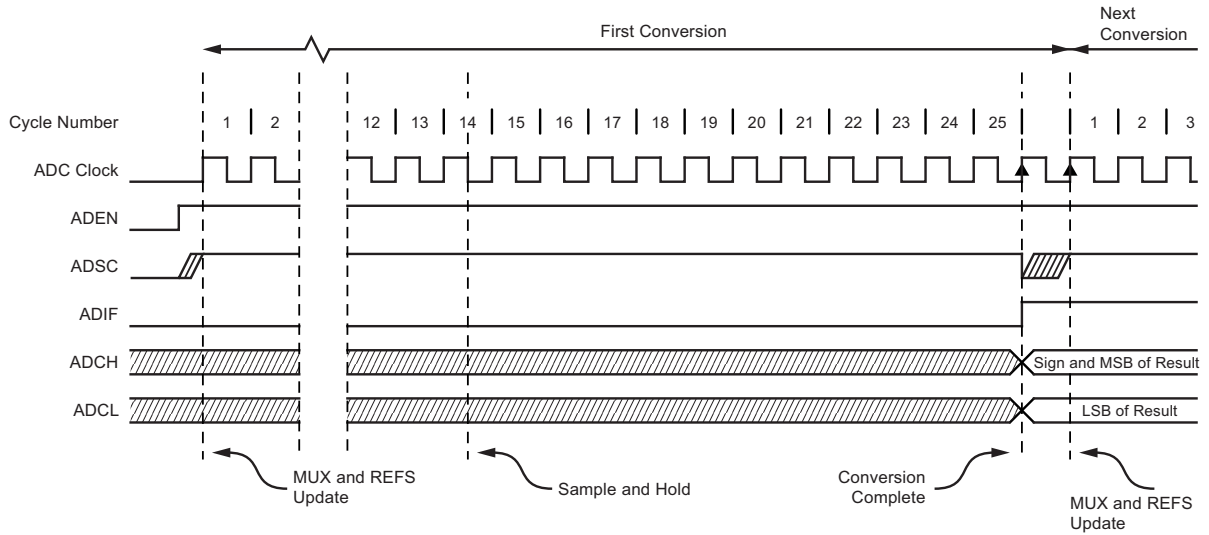 First Conversion
Next
Conversion
Cycle Number 1 2 12 13 14 15 16 17 18 19 20 21 22 23 24 25 1 2 3
ADC Clock
ADEN
ADSC
ADIF
ADCH Sign and MSB of Result
ADCL LSB of Result
MUX and REFS
Update
Sample and Hold
Conversion
Complete
MUX and REFS
Update